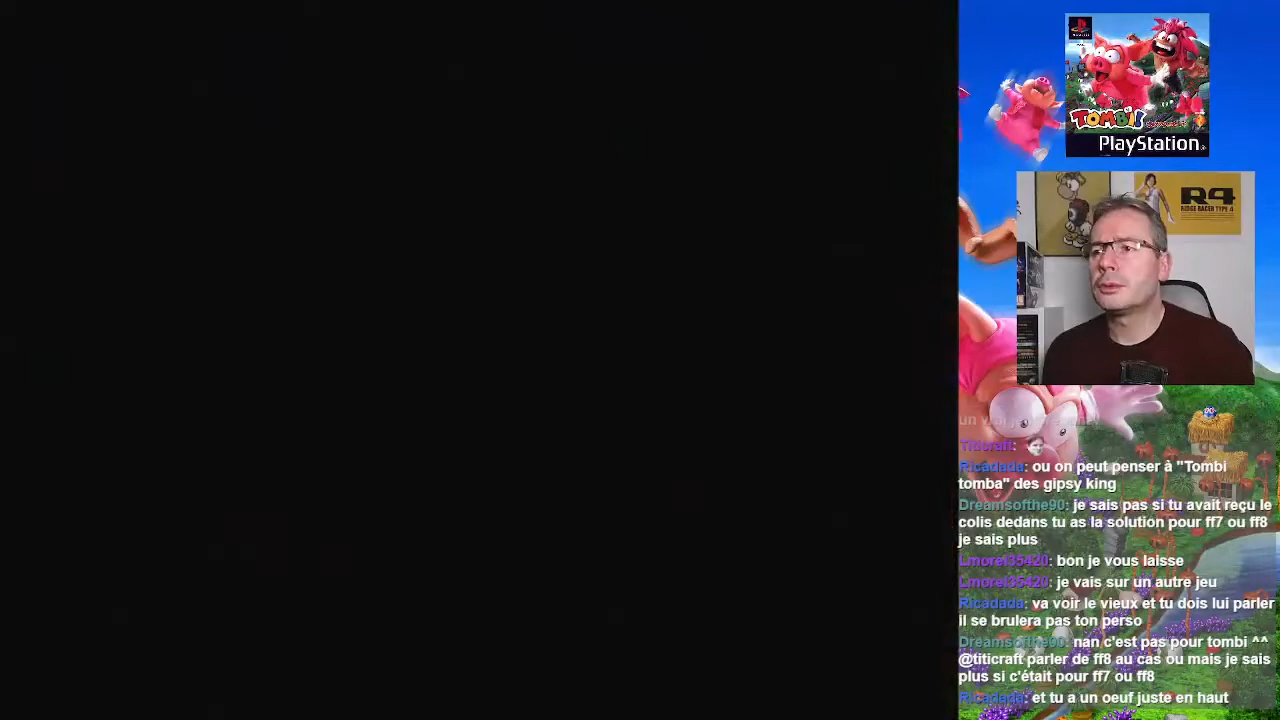 TOMBI!
PlayStation
R4
RIDGE RACER TYPE 4
Titicraft:
Ricadada: ou on peut penser à "Tombi
tomba" des gipsy king
Dreamsofthe90: je sais pas si tu avait reçu le
colis dedans tu as la solution pour ff7 ou ff8
je sais plus
Lmorel35420: bon je vous laisse
Lmorel35420: je vais sur un autre jeu
Ricadada: va voir le vieux et tu dois lui parler
il se brulera pas ton perso
Dreamsofthe90: nan c'est pas pour tombi ^^
@titicraft parler de ff8 au cas ou mais je sais
plus si c'était pour ff7 ou ff8
Ricadada: et tu a un oeuf juste en haut